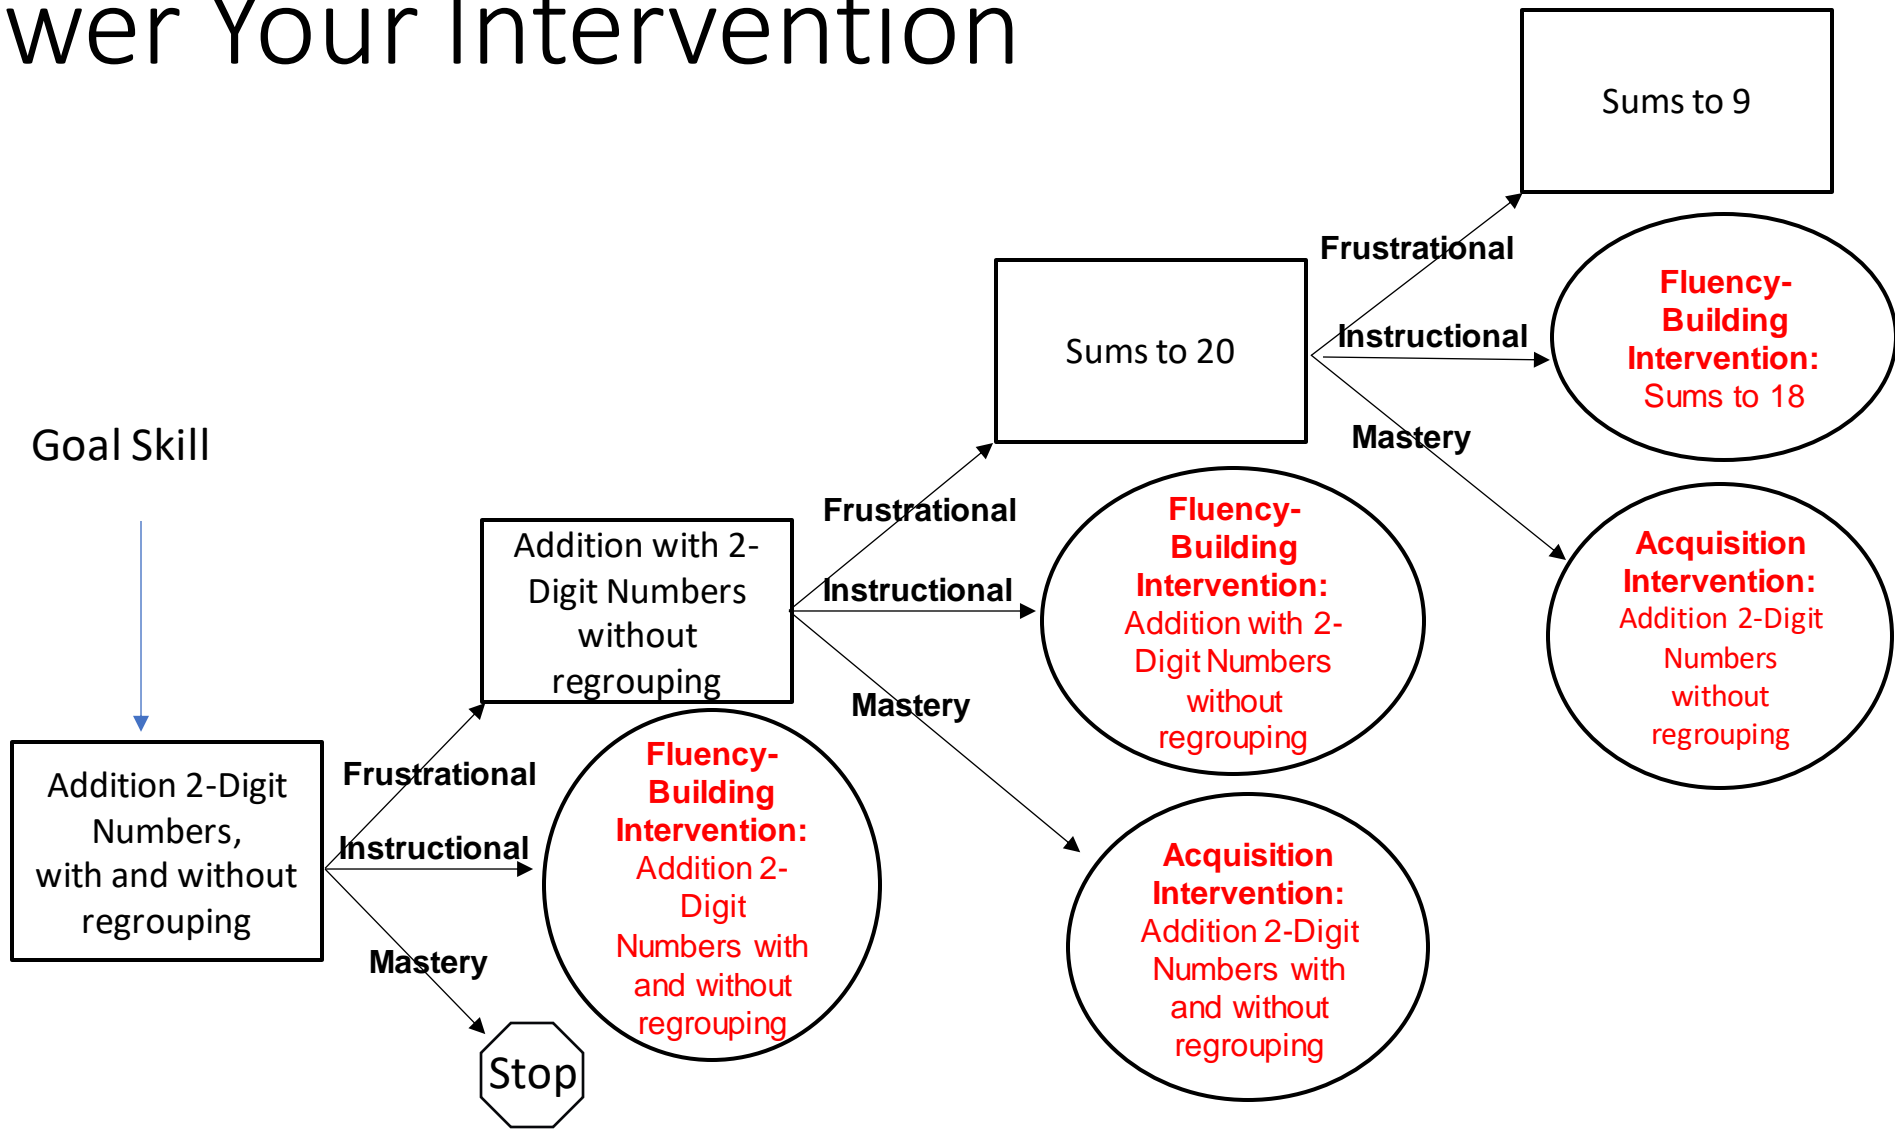 wer Your Intervention
Goal Skill
Addition 2-Digit
Numbers,
with and without
regrouping
Frustrational
Instructional
Mastery
Addition with 2-
Digit Numbers
without
regrouping
Fluency-
Building
Intervention:
Addition 2-
Digit
Numbers with
and without
regrouping
Stop
Frustrational
Instructional
Mastery
Sums to 20
Fluency-
Building
Intervention:
Addition with 2-
Digit Numbers
without
regrouping
Acquisition
Intervention:
Addition 2-Digit
Numbers with
and without
regrouping
Frustrational
Instructional
Mastery
Sums to 9
Fluency-
Building
Intervention:
Sums to 18
Acquisition
Intervention:
Addition 2-Digit
Numbers
without
regrouping